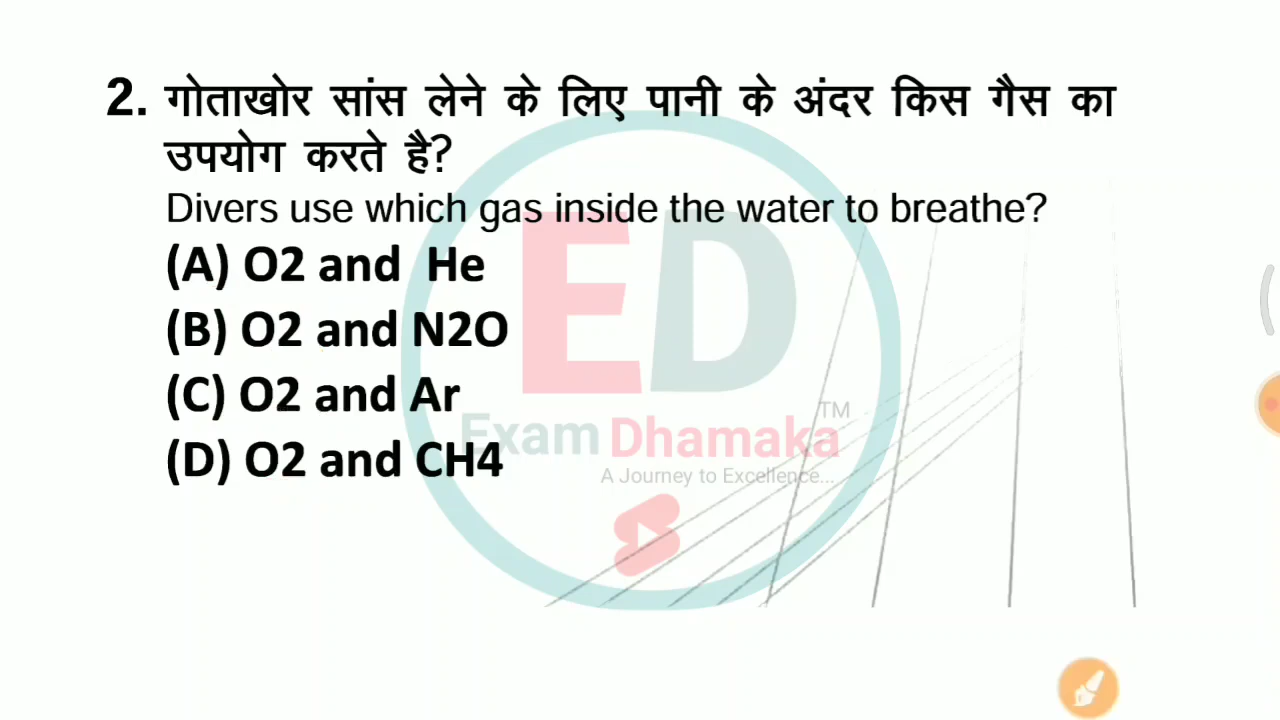 2. गोताखोर सांस लेने के लिए पानी के अंदर किस गैस का
उपयोग करते है?
Divers use which gas inside the water to breathe?
(A) O2 and He
(B) O2 and N2O
(C) O2 and Ar
(D) O2 and CH4
ED
Exam Dhamaka TM
A Journey to Excellence...